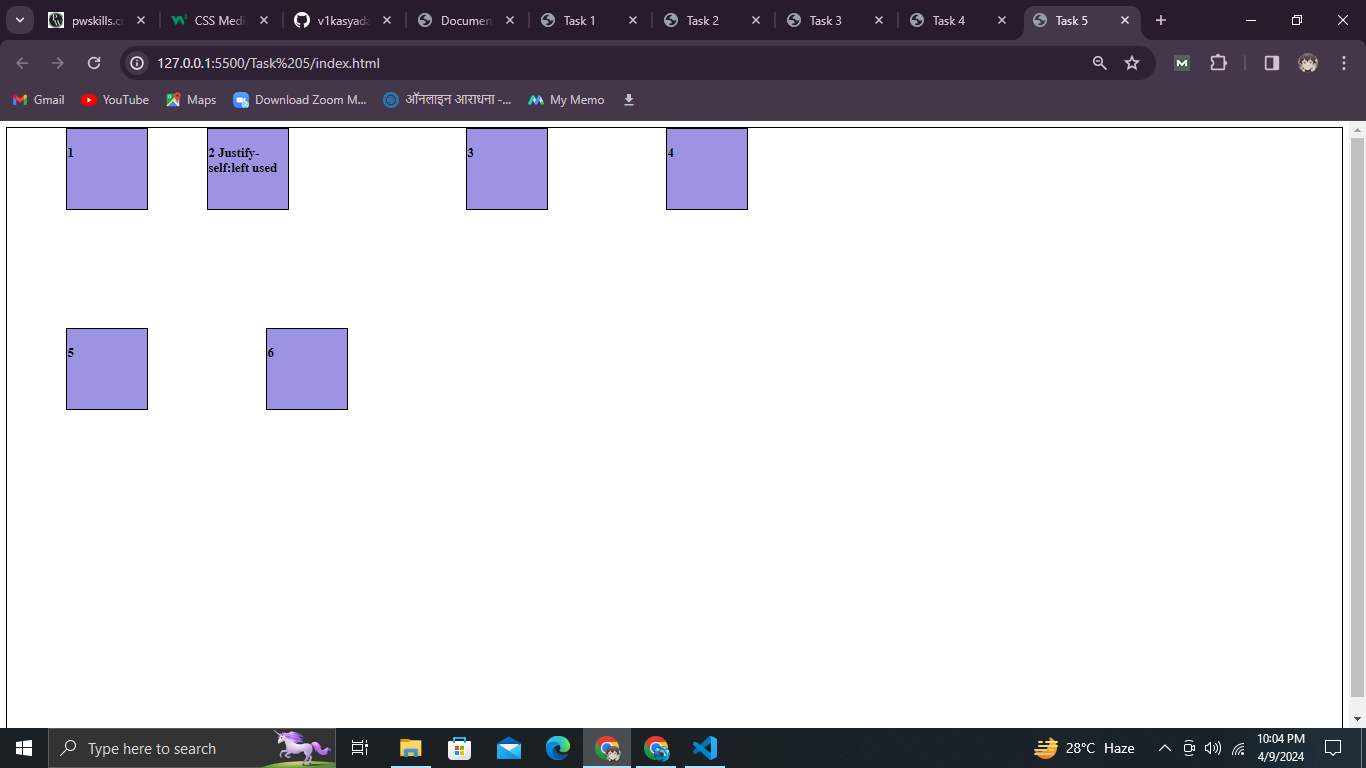 pwskills.c
CSS Medi
v1kasyada
Documen
Task 1
Task 2
Task 3
Task 4
Task 5
127.0.0.1:5500/Task%205/index.html
Gmail
YouTube
Maps
Download Zoom M...
ऑनलाइन आराधना -...
My Memo
1
2 Justify-
self:left used
3
4
5
6
Type here to search
28°C Haze
10:04 PM
4/9/2024